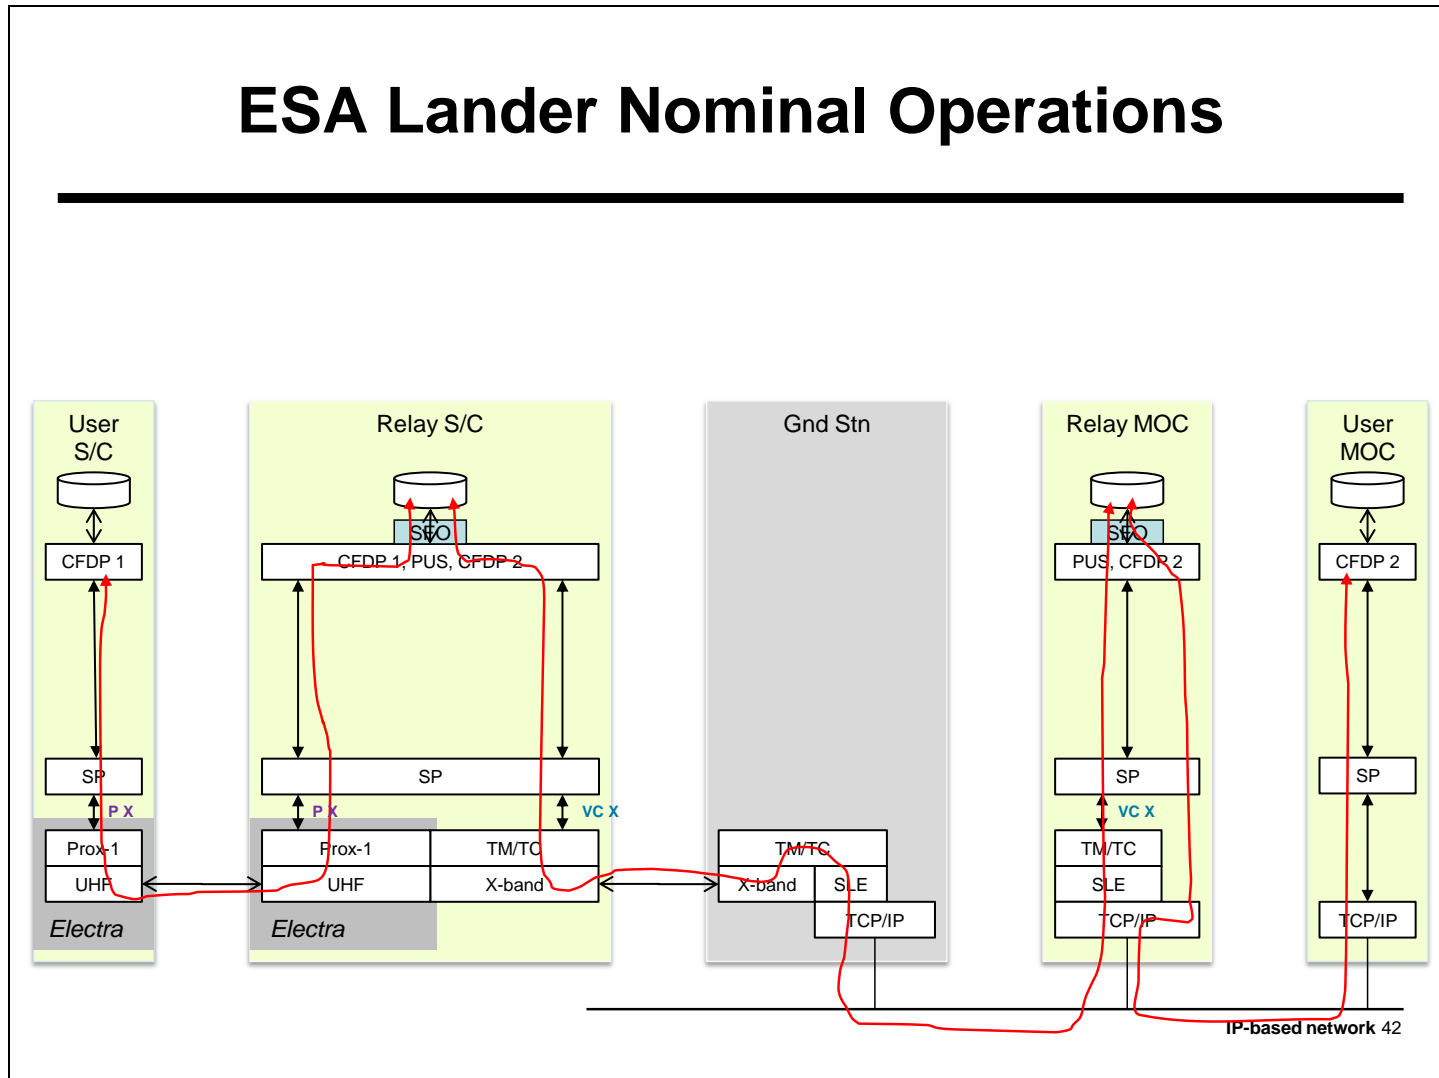 ESA Lander Nominal Operations
User
S/C
CFDP 1
SP
P X
Prox-1
UHF
Electra
Relay S/C
SFO
CFDP 1, PUS, CFDP 2
SP
P X
VC X
Prox-1
TM/TC
UHF
X-band
Electra
Gnd Stn
TM/TC
X-band
SLE
TCP/IP
Relay MOC
SFO
PUS, CFDP 2
SP
VC X
TM/TC
SLE
TCP/IP
User
MOC
CFDP 2
SP
TCP/IP
IP-based network 42